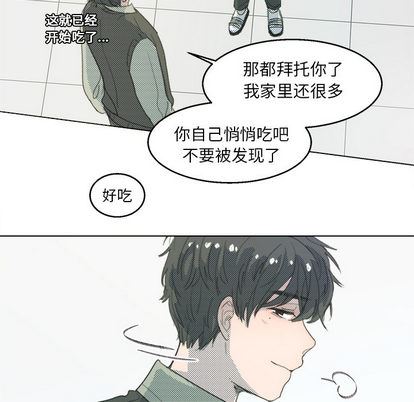 这就已经
开始吃了...
那都拜托你了
我家里还很多
你自己悄悄吃吧
不要被发现了
好吃